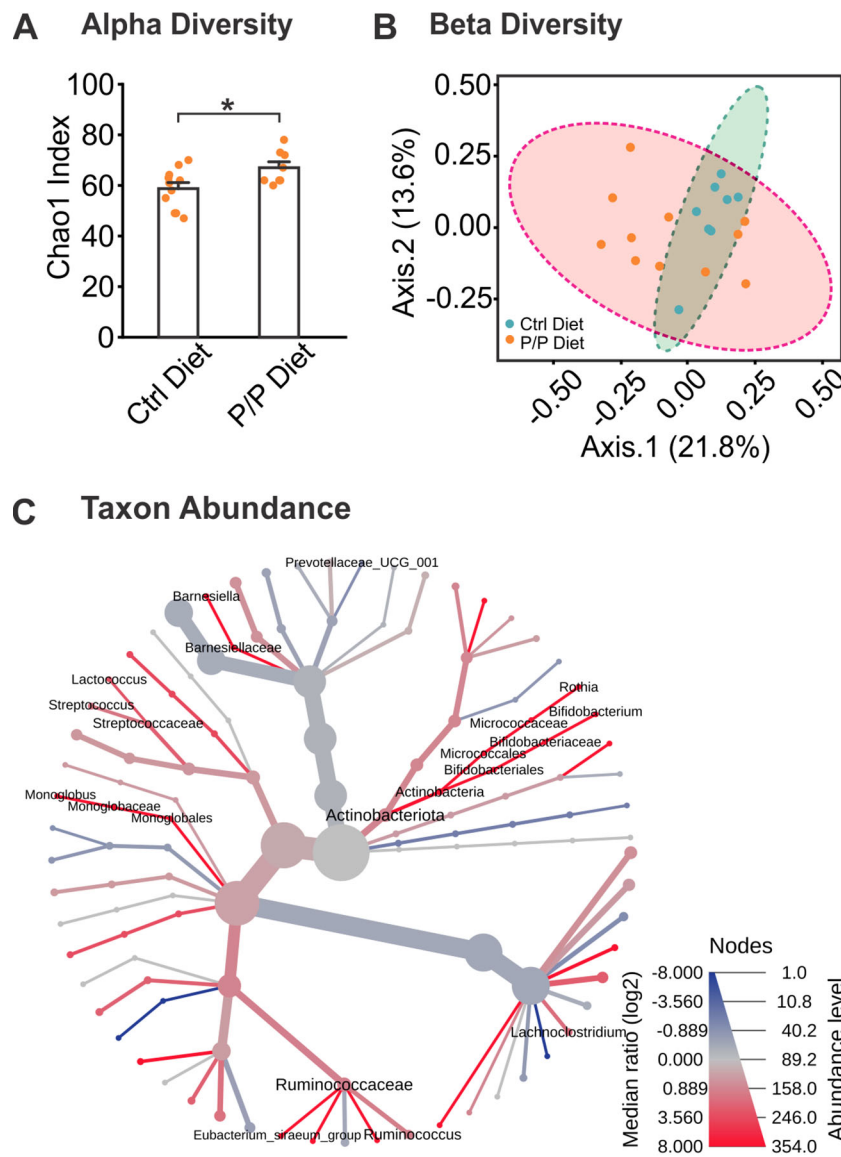 A Alpha Diversity
100
80
60
40
20
0
Chao1 Index
*
Ctrl Diet
P/P Diet
B Beta Diversity
0.50
0.25
0.00
-0.25
Axis.2 (13.6%)
Ctrl Diet
P/P Diet
-0.50
-0.25
0.00
0.25
0.50
Axis.1 (21.8%)
C Taxon Abundance
Prevotellaceae_UCG_001
Barnesiella
Barnesiellaceae
Lactococcus
Streptococcus
Streptococcaceae
Rothia
Bifidobacterium
Micrococcaceae
Bifidobacteriaceae
Micrococcales
Bifidobacteriales
Actinobacteria
Actinobacteriota
Monoglobus
Monoglobaceae
Monoglobales
Lachnoclostridium
Ruminococcaceae
Eubacterium_siraeum_group
Ruminococcus
Nodes
Median ratio (log2)
-8.000 1.0
-3.560 10.8
-0.889 40.2
0.000 89.2
0.889 158.0
3.560 246.0
8.000 354.0
Abundance level